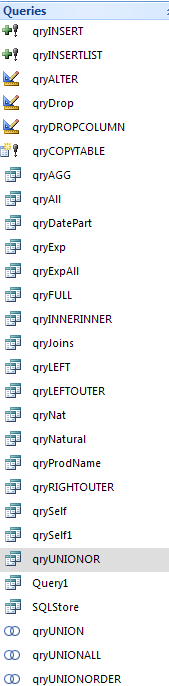 Queries
qryINSERT
qryINSERTLIST
qryALTER
qryDrop
qryDROPCOLUMN
qryCOPYTABLE
qryAGG
qryAll
qryDatePart
qryExp
qryExpAll
qryFULL
qryINNERINNER
qryJoins
qryLEFT
qryLEFTOUTER
qryNat
qryNatural
qryProdName
qryRIGHTOUTER
qrySelf
qrySelf1
qryUNIONOR
Query1
SQLStore
qryUNION
qryUNIONALL
qryUNIONORDER